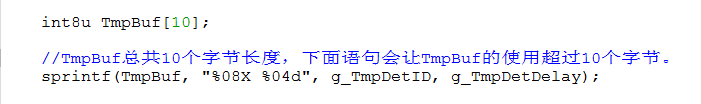 int8u TmpBuf[10];
//TmpBuf总共10个字节长度，下面语句会让TmpBuf的使用超过10个字节。
sprintf(TmpBuf, "%08X %04d", g_TmpDetID, g_TmpDetDelay);